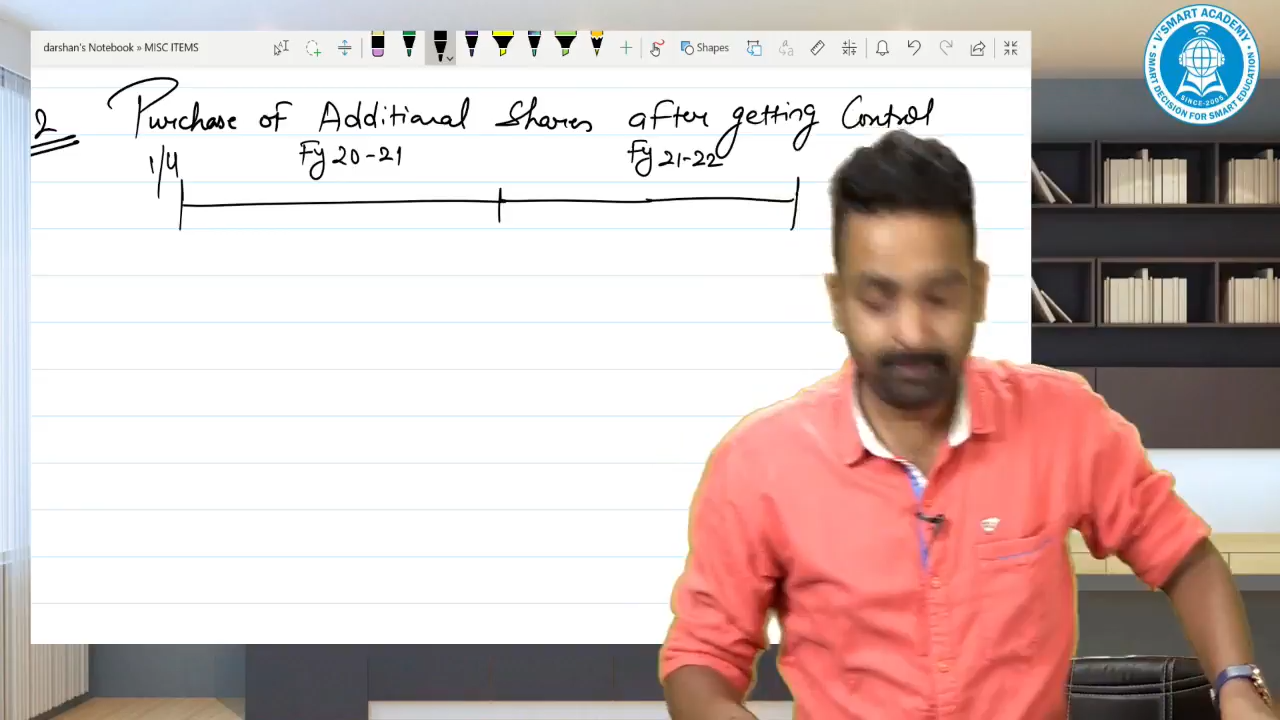 darshan's Notebook » MISC ITEMS
Shapes
2 Purchase of Additional Shares after getting Control
1/4 Fy 20-21 Fy 21-22
V'SMART ACADEMY
SINCE-2005
SMART DECISION FOR SMART EDUCATION